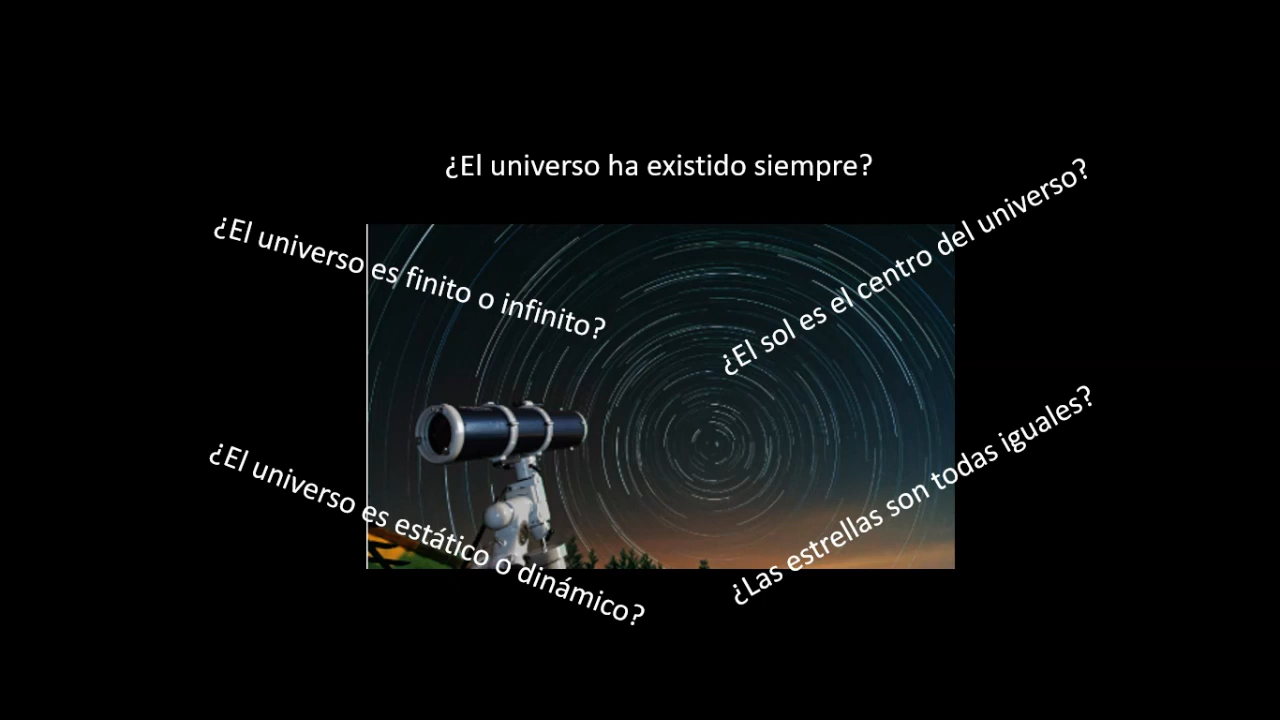 ¿El universo ha existido siempre?
¿El universo es finito o infinito?
¿El sol es el centro del universo?
¿El universo es estático o dinámico?
¿Las estrellas son todas iguales?